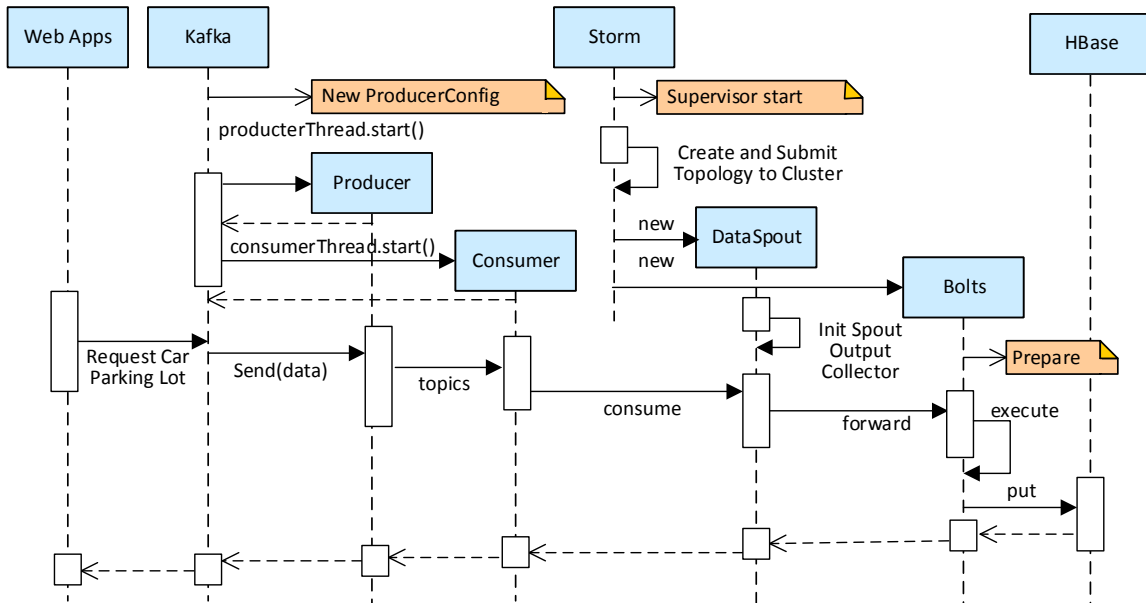 Web Apps
Kafka
Storm
HBase
New ProducerConfig
Supervisor start
producterThread.start()
Create and Submit
Topology to Cluster
Producer
new
DataSpout
consumerThread.start()
new
Consumer
Bolts
Init Spout
Output
Collector
Prepare
Request Car
Parking Lot
Send(data)
topics
consume
forward
execute
put